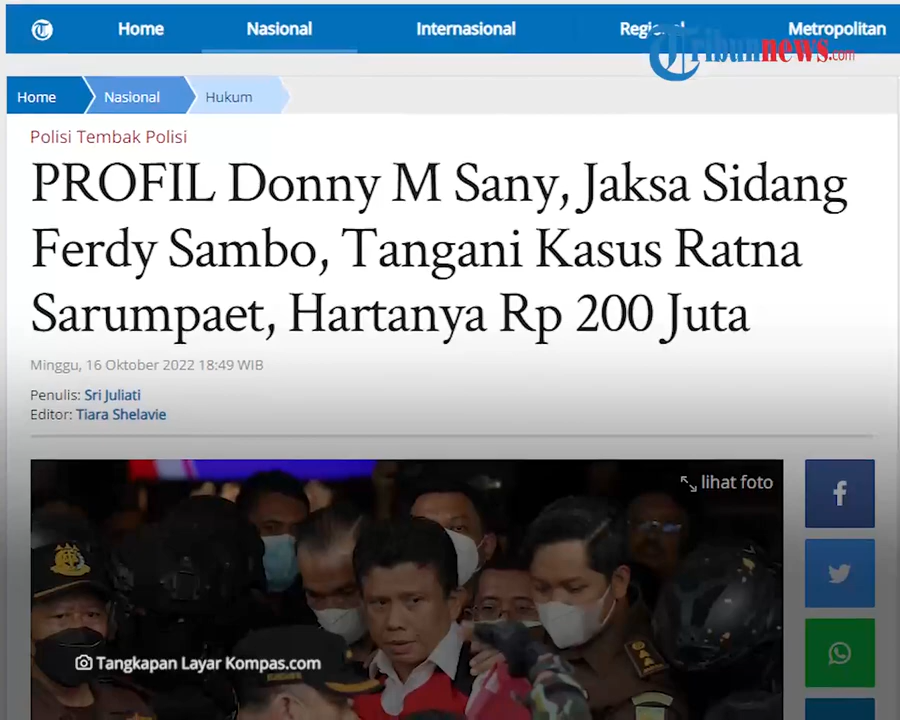 Home Nasional Internasional Regional Metropolitan
Tribunnews.com
Home Nasional Hukum
Polisi Tembak Polisi
PROFIL Donny M Sany, Jaksa Sidang
Ferdy Sambo, Tangani Kasus Ratna
Sarumpaet, Hartanya Rp 200 Juta
Minggu, 16 Oktober 2022 18:49 WIB
Penulis: Sri Juliati
Editor: Tiara Shelavie
lihat foto
Tangkapan Layar Kompas.com